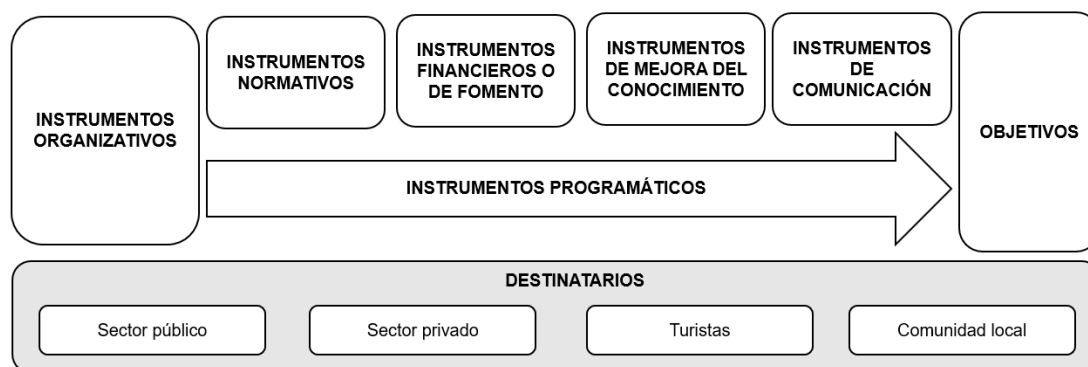 INSTRUMENTOS
ORGANIZATIVOS
INSTRUMENTOS
NORMATIVOS
INSTRUMENTOS
FINANCIEROS O
DE FOMENTO
INSTRUMENTOS
DE MEJORA DEL
CONOCIMIENTO
INSTRUMENTOS
DE
COMUNICACIÓN
OBJETIVOS
INSTRUMENTOS PROGRAMÁTICOS
DESTINATARIOS
Sector público
Sector privado
Turistas
Comunidad local